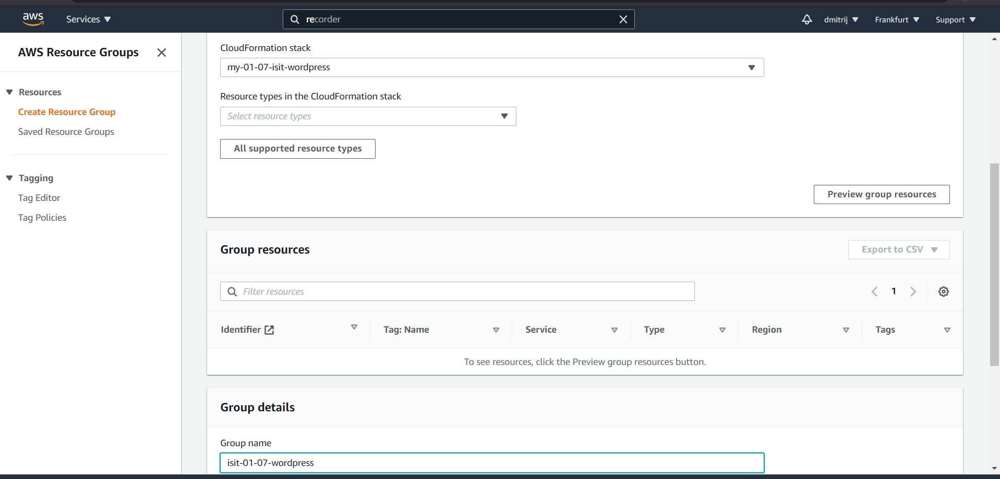 aws
Services
recorder
dmitrij
Frankfurt
Support
AWS Resource Groups
Resources
Create Resource Group
Saved Resource Groups
Tagging
Tag Editor
Tag Policies
CloudFormation stack
my-01-07-isit-wordpress
Resource types in the CloudFormation stack
Select resource types
All supported resource types
Preview group resources
Group resources
Export to CSV
Filter resources
1
Identifier Tag: Name Service Type Region Tags
To see resources, click the Preview group resources button.
Group details
Group name
isit-01-07-wordpress